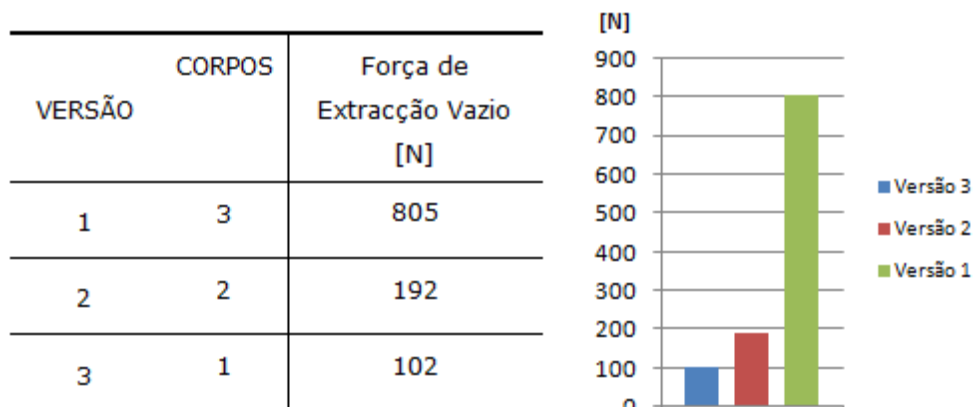 VERSÃO CORPOS Força de
Extracção Vazio
[N]
1 3 805
2 2 192
3 1 102
[N]
900
800
700
600
500
400
300
200
100
0
Versão 3
Versão 2
Versão 1